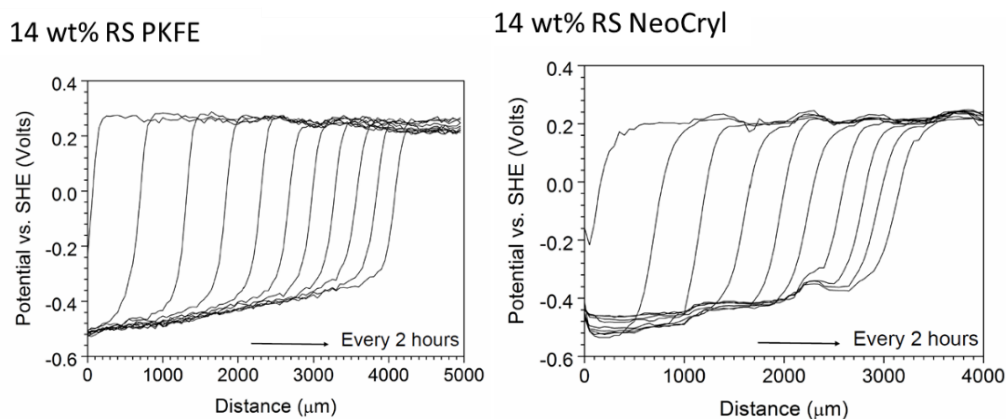 14 wt% RS PKFE
14 wt% RS NeoCryl
Potential vs. SHE (Volts)
0.4
0.2
0.0
-0.2
-0.4
-0.6
Every 2 hours
0 1000 2000 3000 4000 5000
Distance (μm)
Potential vs. SHE (Volts)
0.4
0.2
0.0
-0.2
-0.4
-0.6
Every 2 hours
0 1000 2000 3000 4000
Distance (μm)